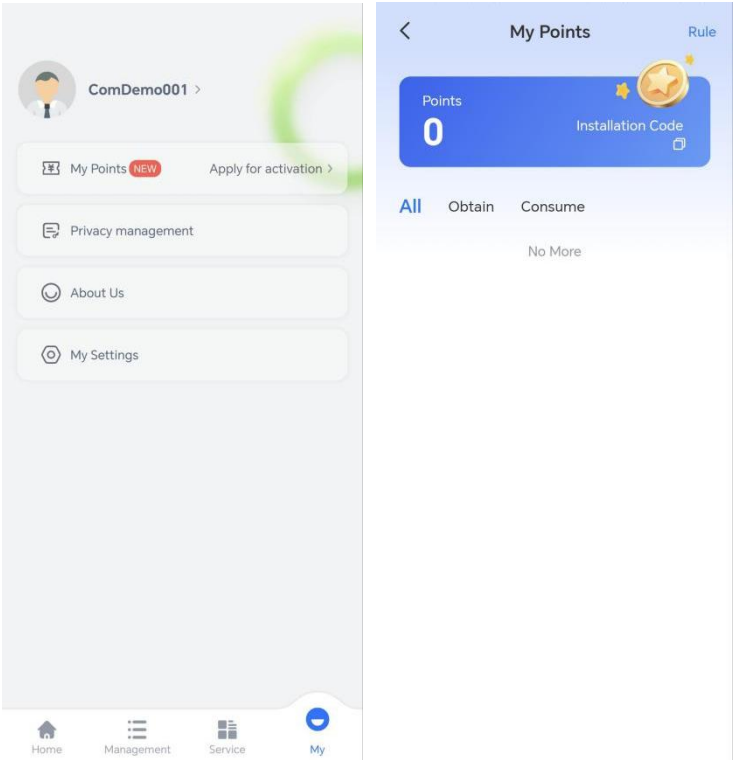 ComDemo001 >
My Points NEW Apply for activation >
Privacy management
About Us
My Settings
Home Management Service My
< My Points Rule
Points
0
Installation Code
All Obtain Consume
No More